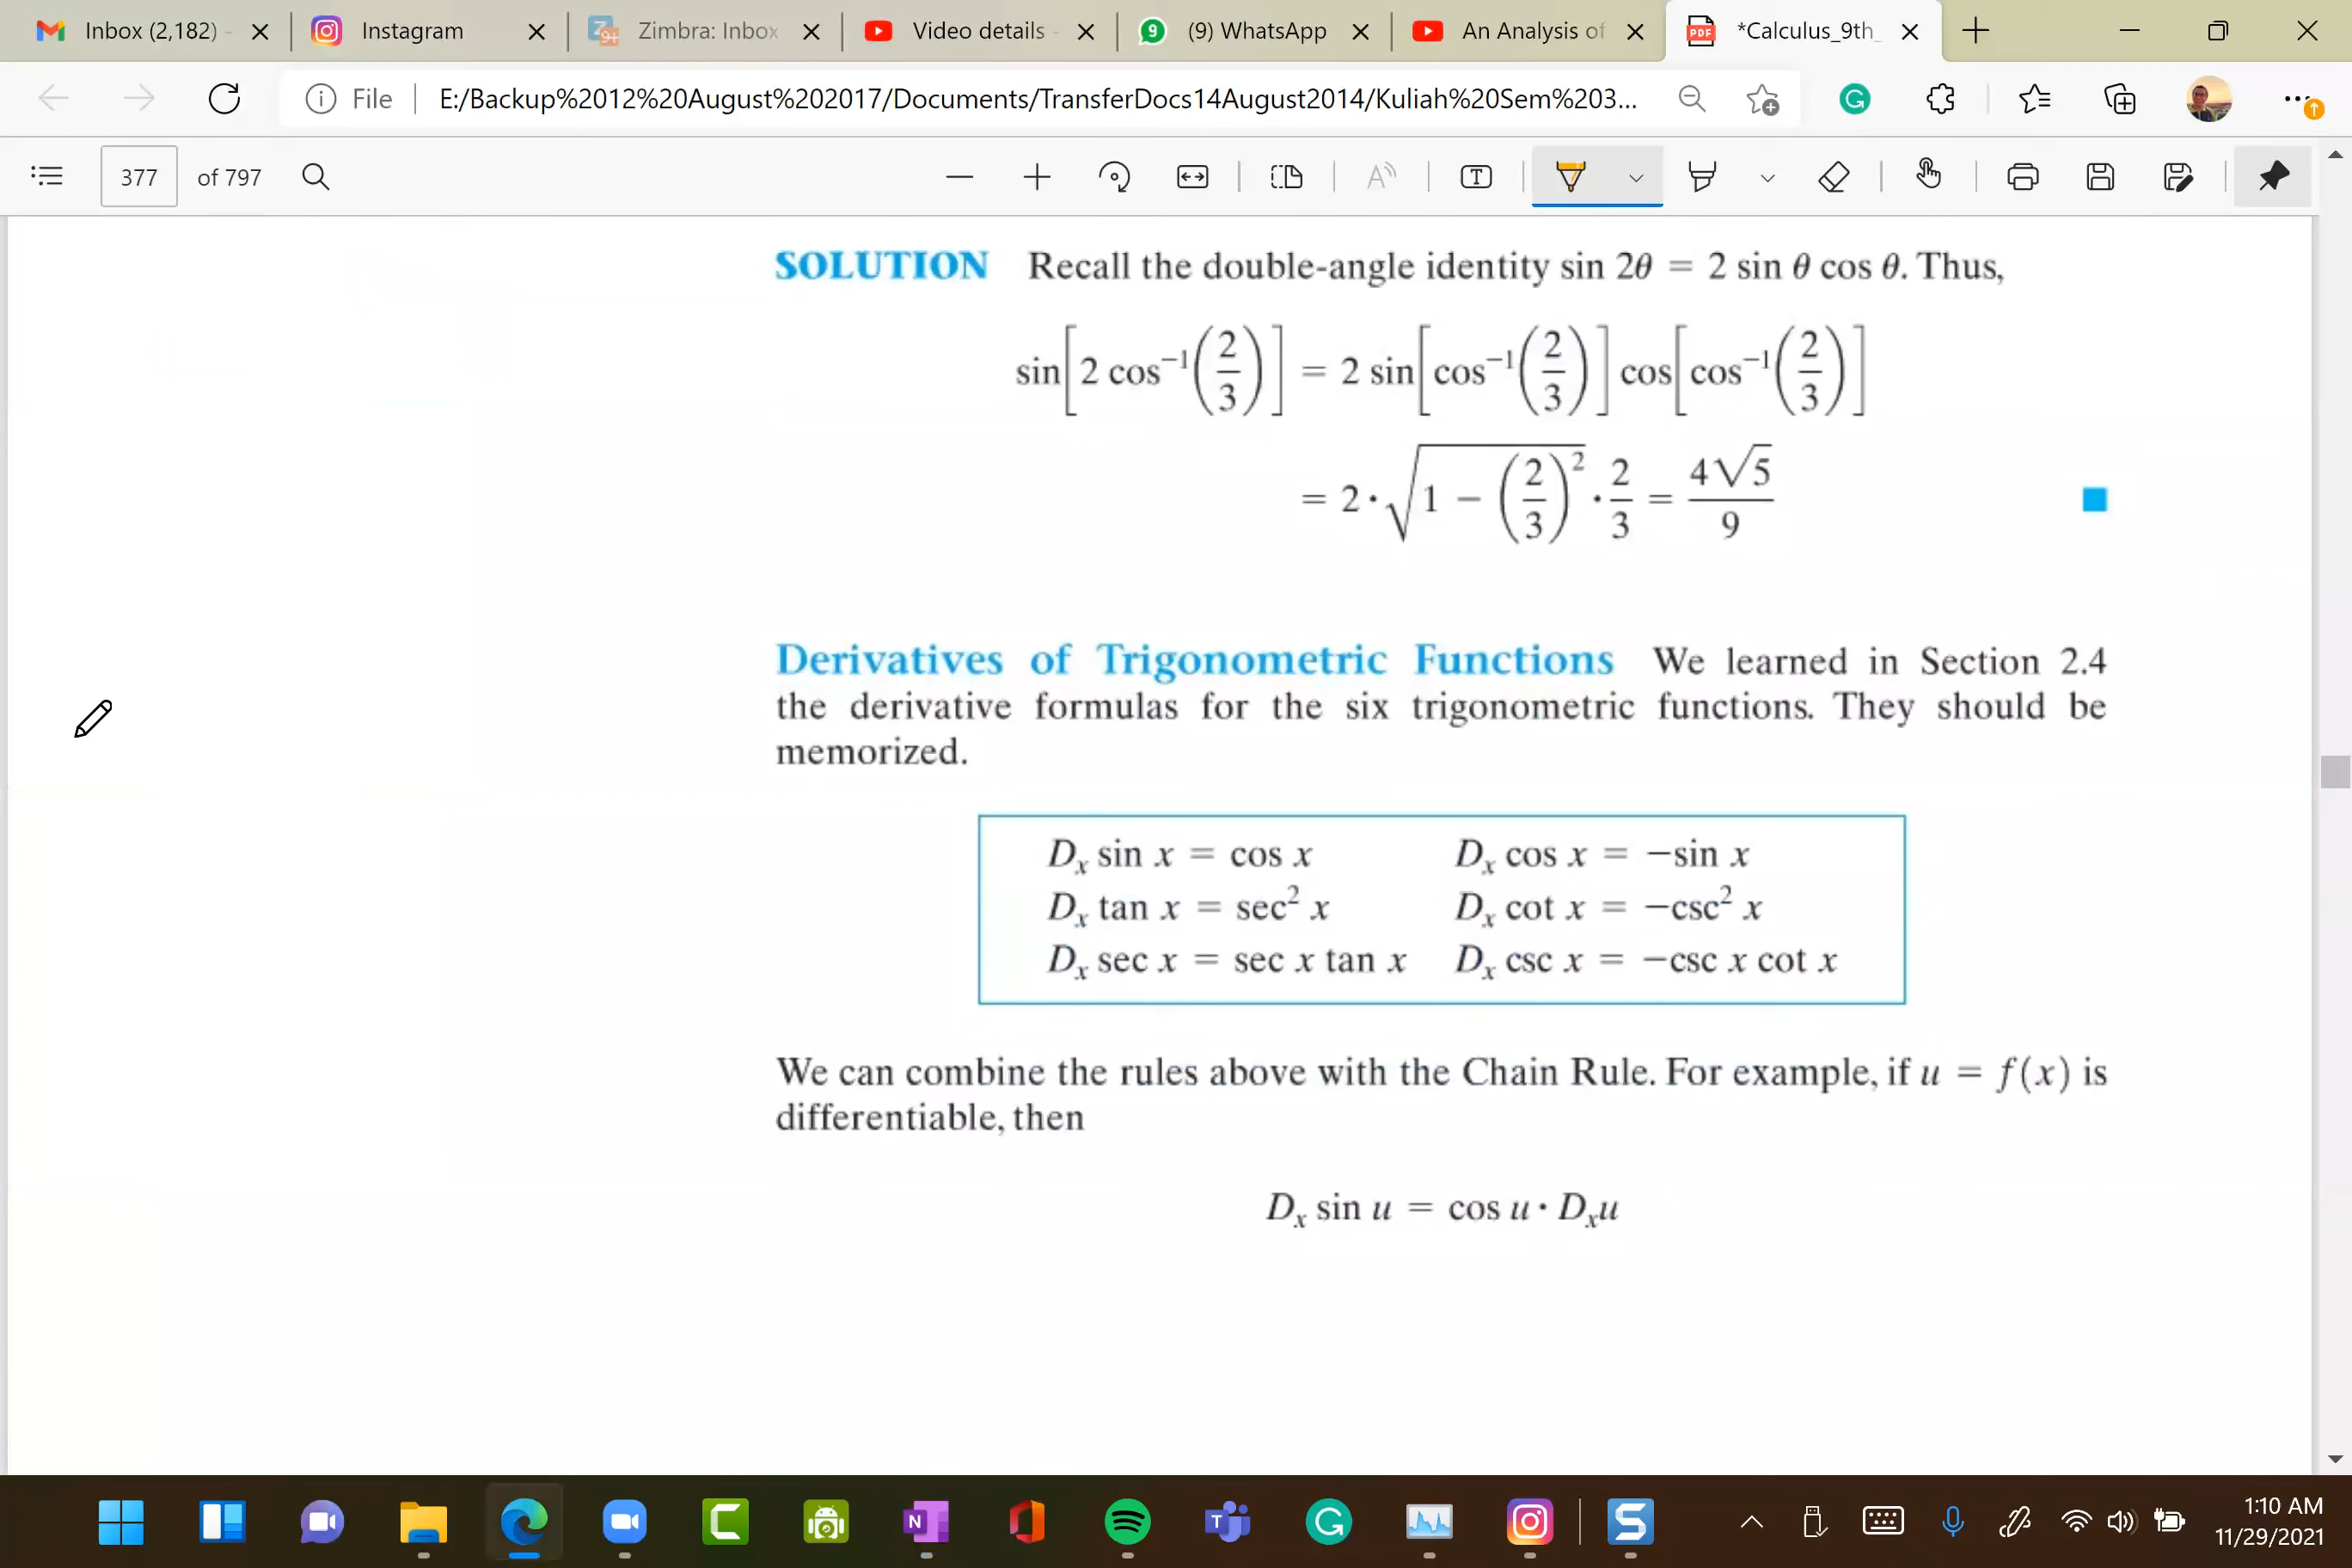 Inbox (2,182) -
Instagram
Zimbra: Inbox
Video details -
(9) WhatsApp
An Analysis of
*Calculus_9th_
File
E:/Backup%2012%20August%202017/Documents/TransferDocs14August2014/Kuliah%20Sem%203...
377 of 797
SOLUTION Recall the double-angle identity sin 2θ = 2 sin θ cos θ. Thus,
sin[2 cos⁻¹(2/3)] = 2 sin[cos⁻¹(2/3)] cos[cos⁻¹(2/3)]
= 2 · √(1 − (2/3)²) · 2/3 = 4√5/9
Derivatives of Trigonometric Functions We learned in Section 2.4
the derivative formulas for the six trigonometric functions. They should be
memorized.
Dₓ sin x = cos x Dₓ cos x = −sin x
Dₓ tan x = sec² x Dₓ cot x = −csc² x
Dₓ sec x = sec x tan x Dₓ csc x = −csc x cot x
We can combine the rules above with the Chain Rule. For example, if u = f(x) is
differentiable, then
Dₓ sin u = cos u · Dₓu
1:10 AM
11/29/2021